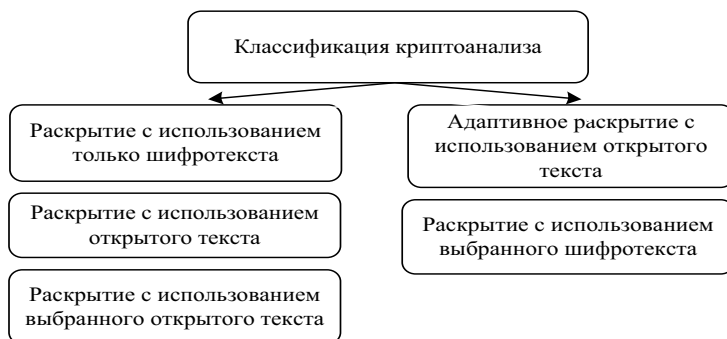 Классификация криптоанализа
Раскрытие с использованием
только шифротекста
Раскрытие с использованием
открытого текста
Раскрытие с использованием
выбранного открытого текста
Адаптивное раскрытие с
использованием открытого
текста
Раскрытие с использованием
выбранного шифротекста